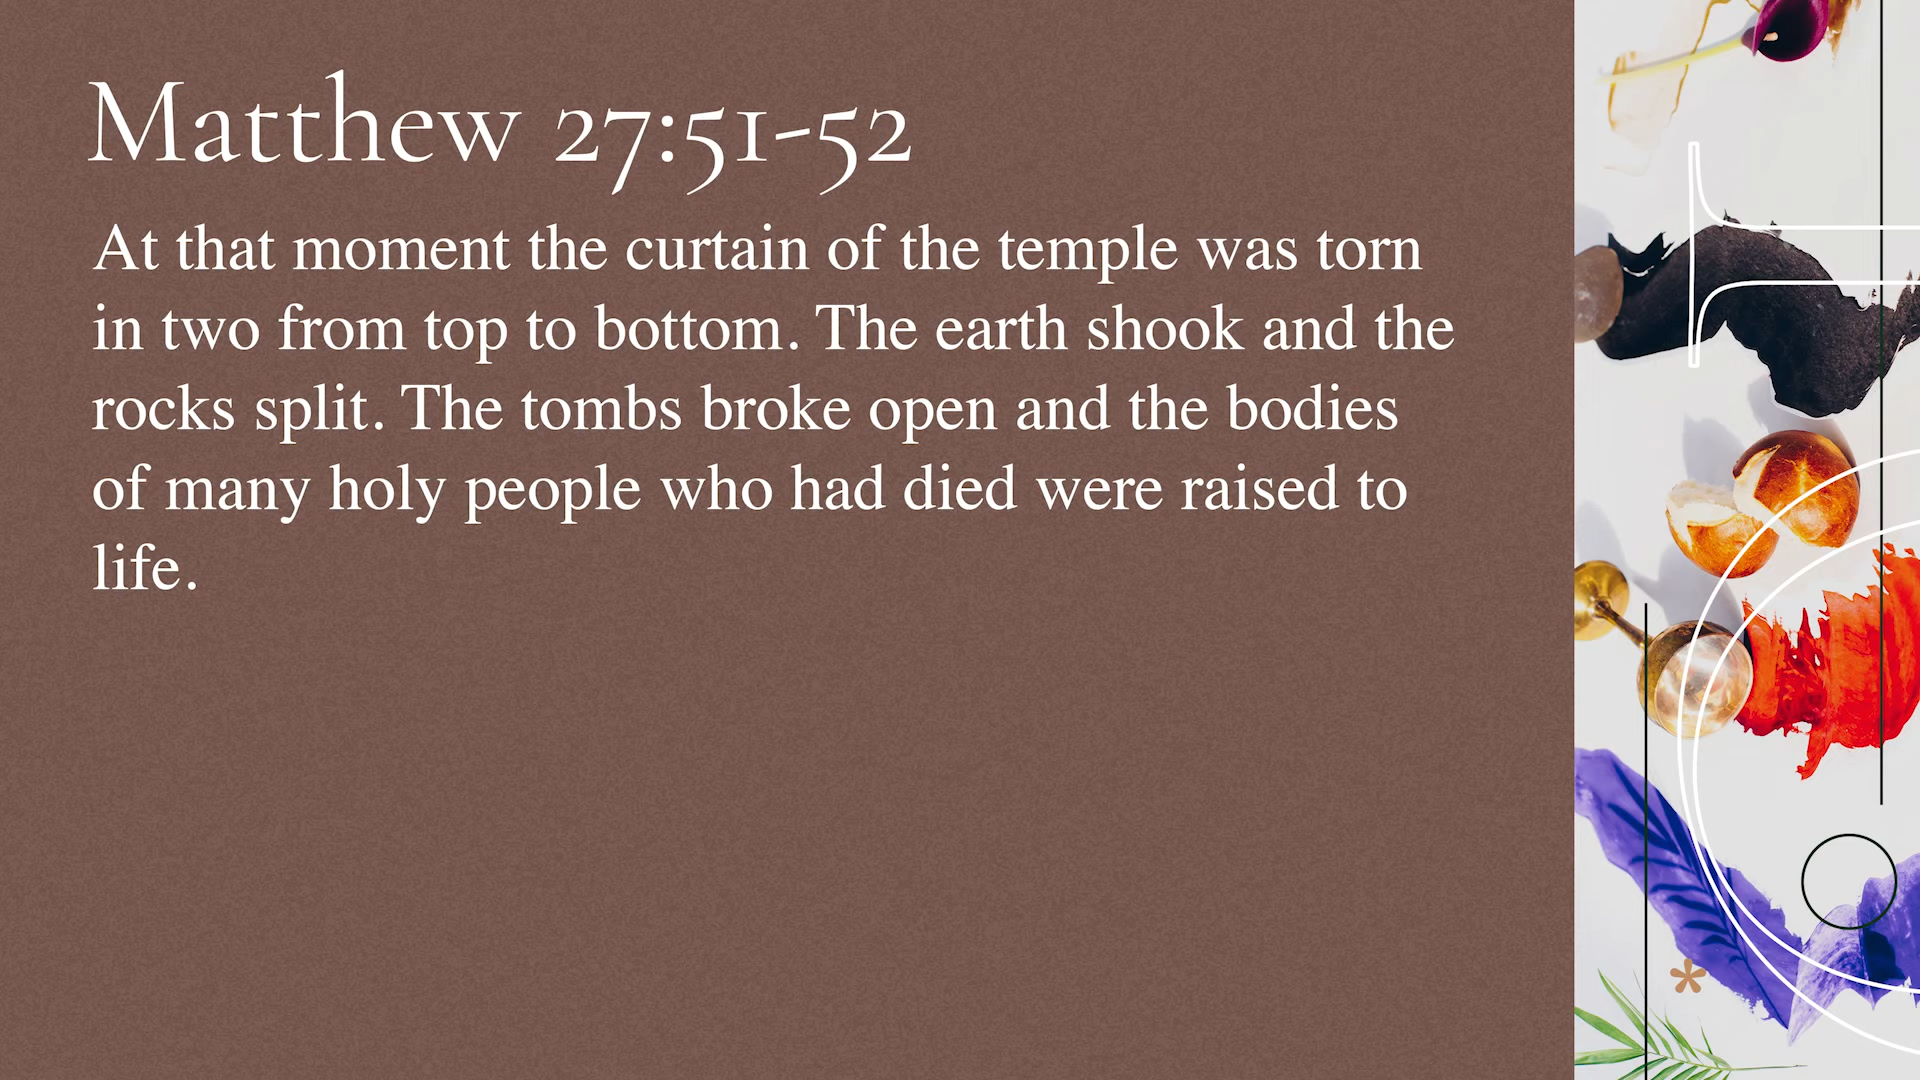 Matthew 27:51-52
At that moment the curtain of the temple was torn
in two from top to bottom. The earth shook and the
rocks split. The tombs broke open and the bodies
of many holy people who had died were raised to
life.